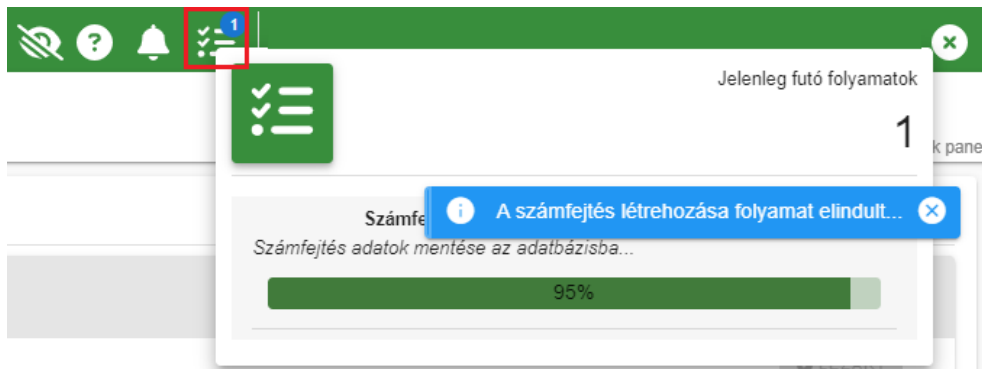 1
Jelenleg futó folyamatok
1
k pane
Számfe
A számfejtés létrehozása folyamat elindult...
Számfejtés adatok mentése az adatbázisba...
95%